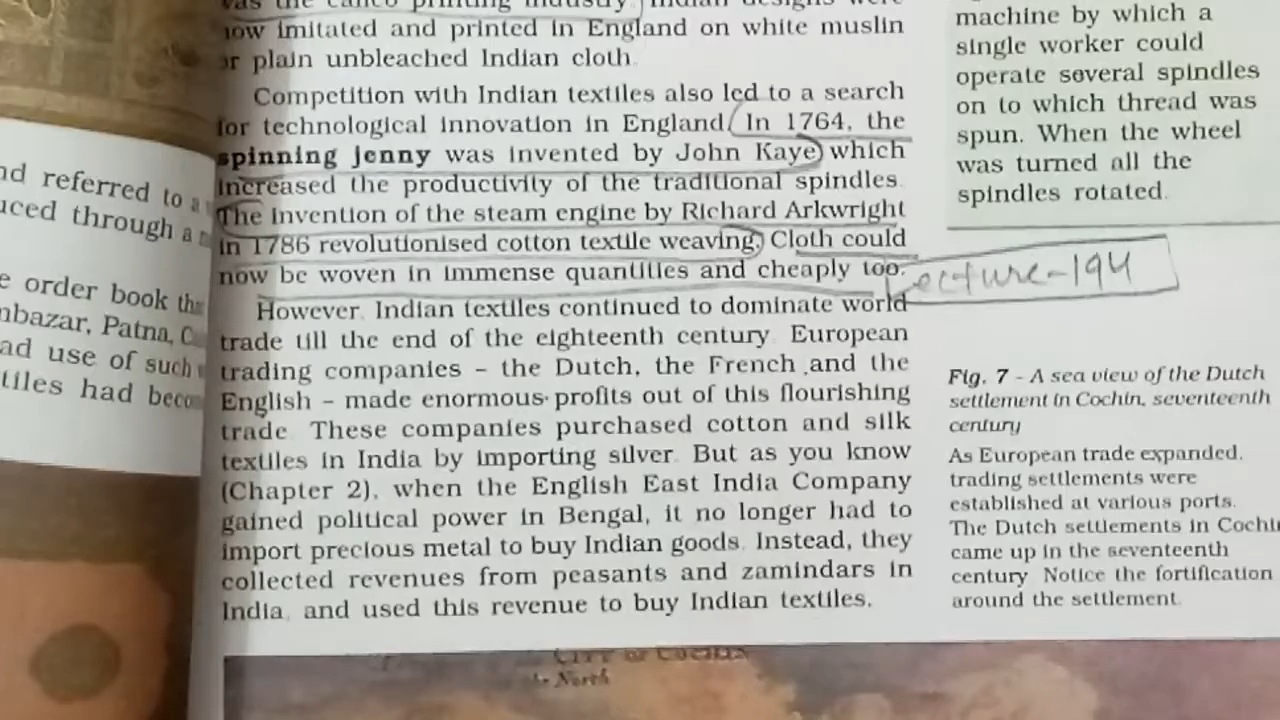 nd referred to a
uced through a
e order book tha
mbazar, Patna, C
ad use of such
tiles had beco
was the calico printing industry. Indian designs were
now imitated and printed in England on white muslin
or plain unbleached Indian cloth.
Competition with Indian textiles also led to a search
for technological innovation in England. In 1764, the
spinning jenny was invented by John Kaye which
increased the productivity of the traditional spindles.
The invention of the steam engine by Richard Arkwright
in 1786 revolutionised cotton textile weaving. Cloth could
now be woven in immense quantities and cheaply too.
However, Indian textiles continued to dominate world
trade till the end of the eighteenth century. European
trading companies – the Dutch, the French and the
English – made enormous profits out of this flourishing
trade. These companies purchased cotton and silk
textiles in India by importing silver. But as you know
(Chapter 2), when the English East India Company
gained political power in Bengal, it no longer had to
import precious metal to buy Indian goods. Instead, they
collected revenues from peasants and zamindars in
India, and used this revenue to buy Indian textiles.
machine by which a
single worker could
operate several spindles
on to which thread was
spun. When the wheel
was turned all the
spindles rotated.
Lecture-194
Fig. 7 – A sea view of the Dutch
settlement in Cochin, seventeenth
century
As European trade expanded,
trading settlements were
established at various ports.
The Dutch settlements in Cochin
came up in the seventeenth
century. Notice the fortification
around the settlement.
CITY of COCHIN
North